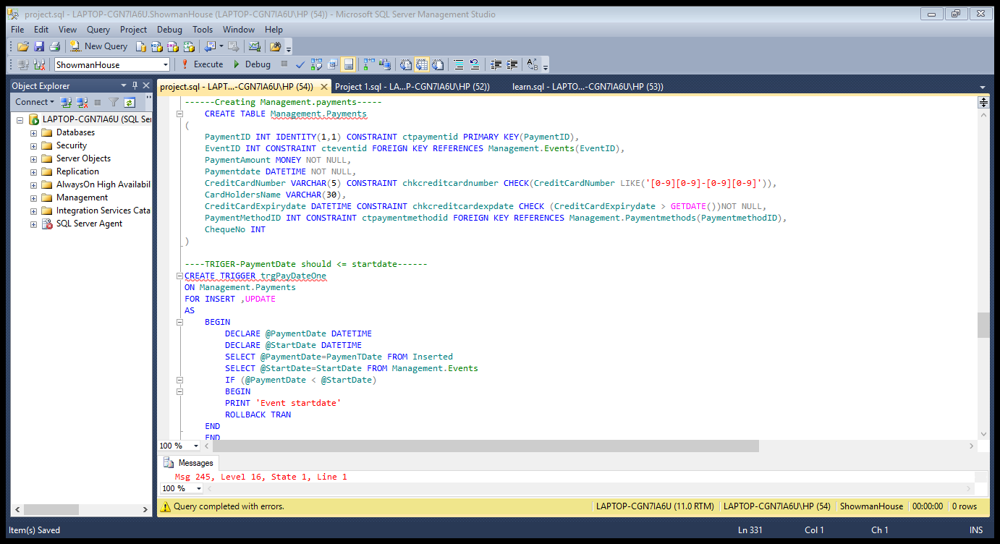 project.sql - LAPTOP-CGN7IA6U.ShowmanHouse (LAPTOP-CGN7IA6U\HP (54)) - Microsoft SQL Server Management Studio
File Edit View Query Project Debug Tools Window Help
New Query
ShowmanHouse Execute Debug
Object Explorer
project.sql - LAPT...-CGN7IA6U\HP (54)) Project 1.sql - LA...P-CGN7IA6U\HP (52)) learn.sql - LAPTO...-CGN7IA6U\HP (53))
Connect
LAPTOP-CGN7IA6U (SQL Ser
Databases
Security
Server Objects
Replication
AlwaysOn High Availabil
Management
Integration Services Cata
SQL Server Agent
------Creating Management.payments-----
CREATE TABLE Management.Payments
(
PaymentID INT IDENTITY(1,1) CONSTRAINT ctpaymentid PRIMARY KEY(PaymentID),
EventID INT CONSTRAINT cteventid FOREIGN KEY REFERENCES Management.Events(EventID),
PaymentAmount MONEY NOT NULL,
Paymentdate DATETIME NOT NULL,
CreditCardNumber VARCHAR(5) CONSTRAINT chkcreditcardnumber CHECK(CreditCardNumber LIKE('[0-9][0-9]-[0-9][0-9]')),
CardHoldersName VARCHAR(30),
CreditCardExpirydate DATETIME CONSTRAINT chkcreditcardexpdate CHECK (CreditCardExpirydate > GETDATE())NOT NULL,
PaymentMethodID INT CONSTRAINT ctpaymentmethodid FOREIGN KEY REFERENCES Management.Paymentmethods(PaymentmethodID),
ChequeNo INT
)
----TRIGER-PaymentDate should <= startdate------
CREATE TRIGGER trgPayDateOne
ON Management.Payments
FOR INSERT ,UPDATE
AS
BEGIN
DECLARE @PaymentDate DATETIME
DECLARE @StartDate DATETIME
SELECT @PaymentDate=PaymenTDate FROM Inserted
SELECT @StartDate=StartDate FROM Management.Events
IF (@PaymentDate < @StartDate)
BEGIN
PRINT 'Event startdate'
ROLLBACK TRAN
END
END
100 %
Messages
Msg 245, Level 16, State 1, Line 1
100 %
Query completed with errors. LAPTOP-CGN7IA6U (11.0 RTM) LAPTOP-CGN7IA6U\HP (54) ShowmanHouse 00:00:00 0 rows
Item(s) Saved Ln 331 Col 1 Ch 1 INS